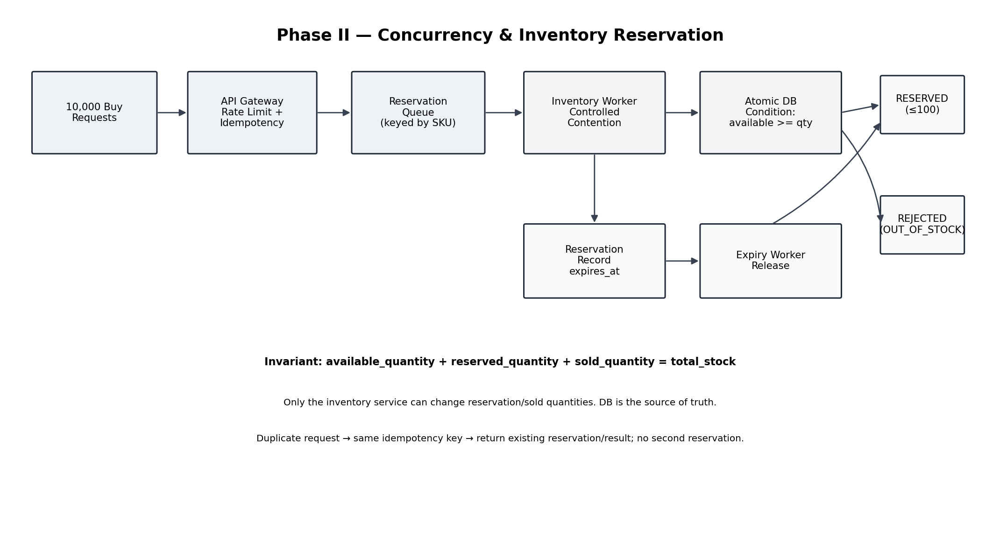 Phase II — Concurrency & Inventory Reservation
10,000 Buy
Requests
API Gateway
Rate Limit +
Idempotency
Reservation
Queue
(keyed by SKU)
Inventory Worker
Controlled
Contention
Atomic DB
Condition:
available >= qty
RESERVED
(≤100)
REJECTED
(OUT_OF_STOCK)
Reservation
Record
expires_at
Expiry Worker
Release
Invariant: available_quantity + reserved_quantity + sold_quantity = total_stock
Only the inventory service can change reservation/sold quantities. DB is the source of truth.
Duplicate request → same idempotency key → return existing reservation/result; no second reservation.